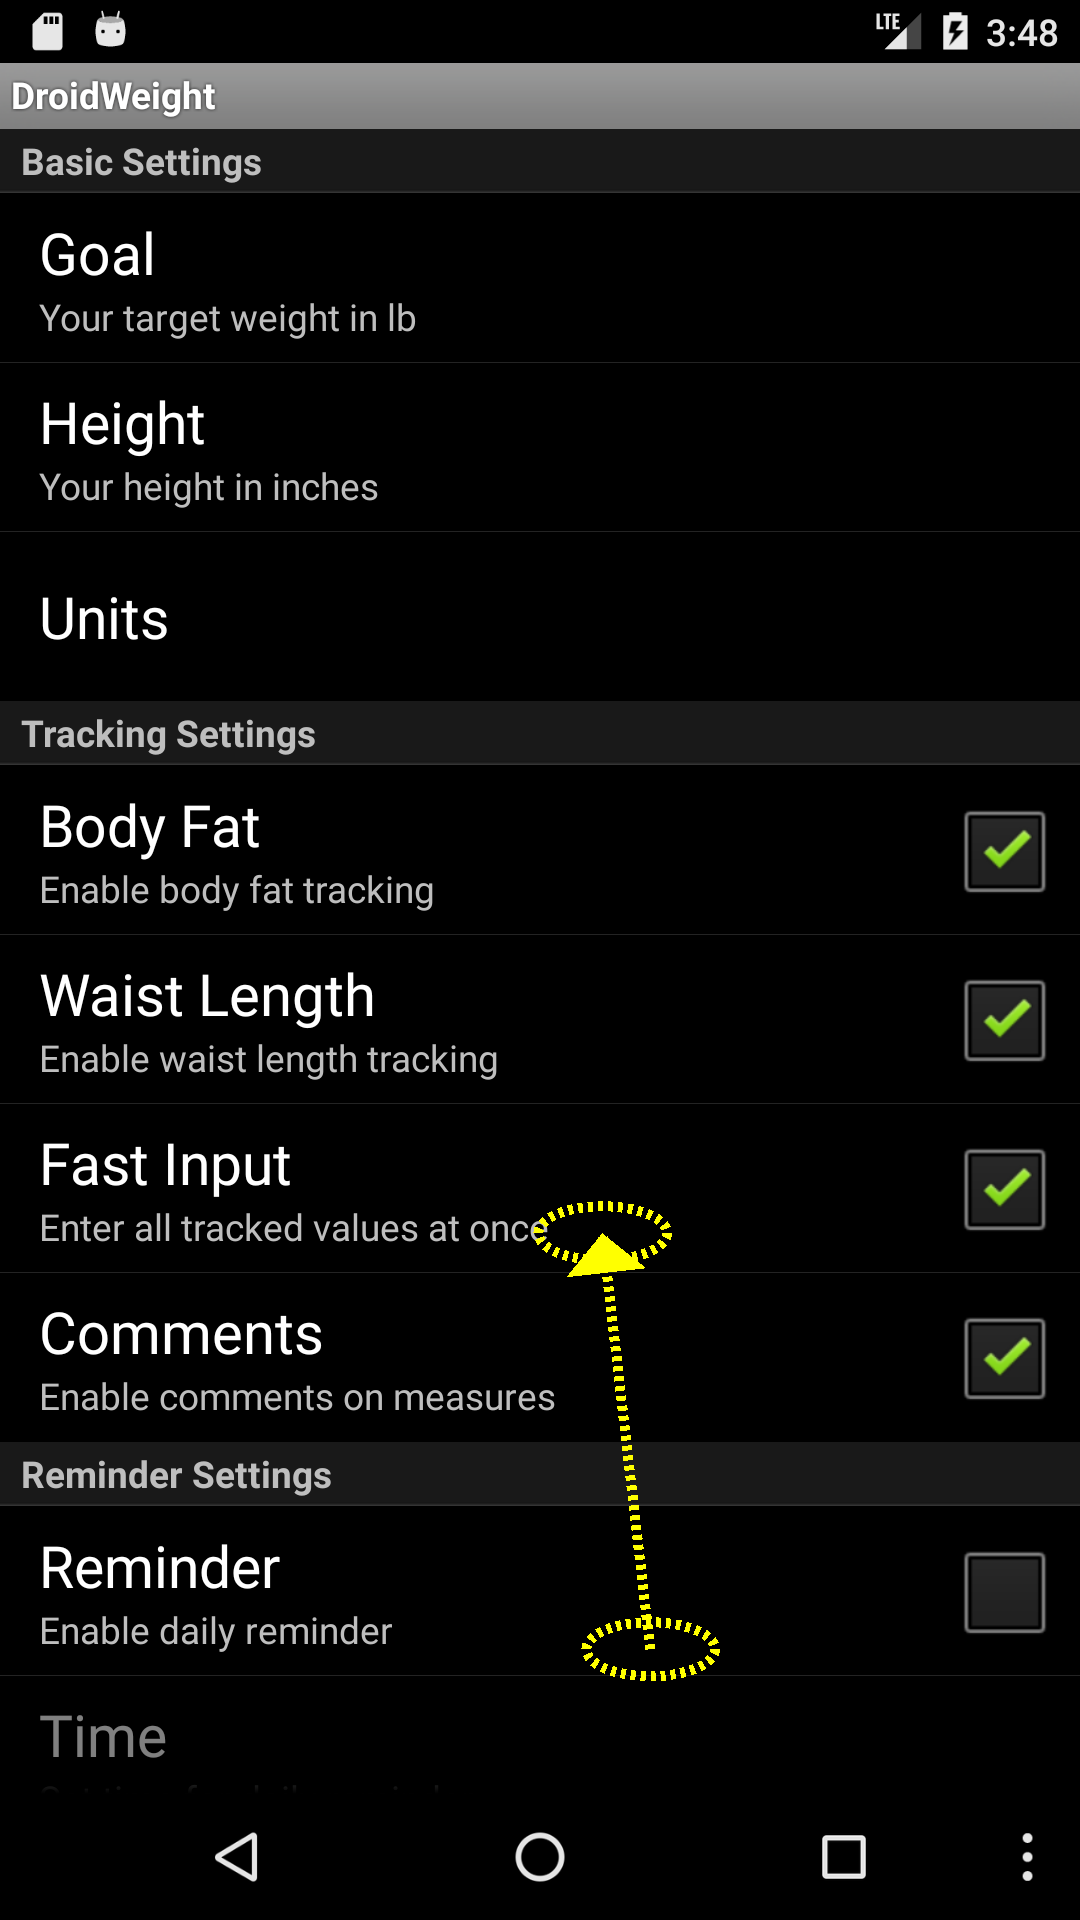 LTE 3:48
DroidWeight
Basic Settings
Goal
Your target weight in lb
Height
Your height in inches
Units
Tracking Settings
Body Fat
Enable body fat tracking
Waist Length
Enable waist length tracking
Fast Input
Enter all tracked values at once
Comments
Enable comments on measures
Reminder Settings
Reminder
Enable daily reminder
Time